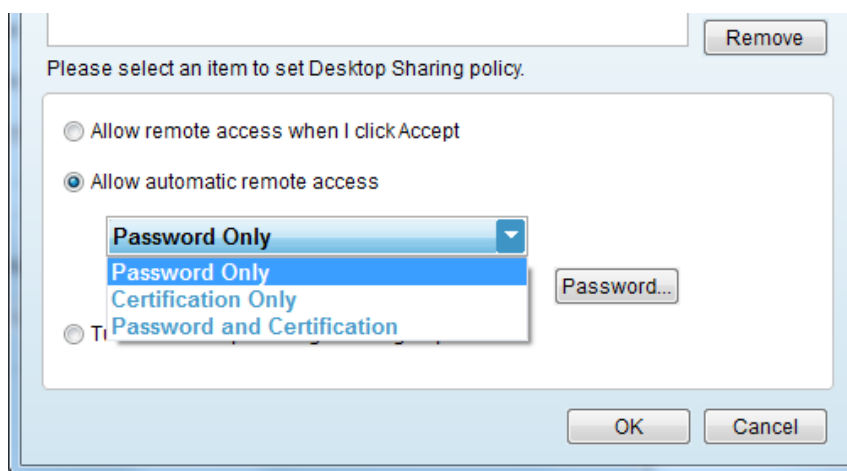 Remove
Please select an item to set Desktop Sharing policy.
Allow remote access when I click Accept
Allow automatic remote access
Password Only
Password Only
Certification Only
Password...
Password and Certification
OK
Cancel